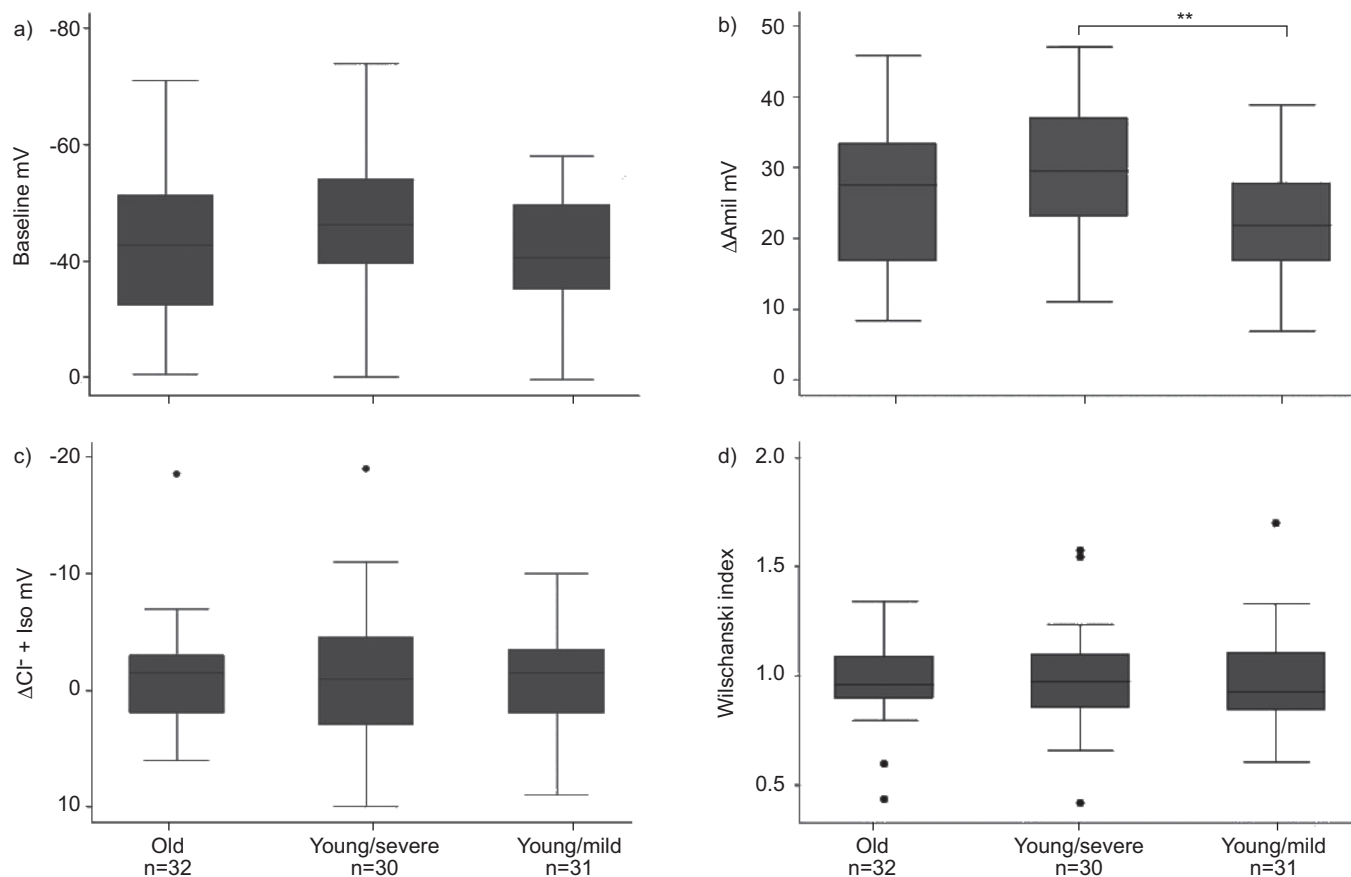 a)
-80
-60
-40
0
Baseline mV
b)
**
50
40
30
20
10
0
ΔAmil mV
c)
-20
-10
0
10
ΔCl⁻ + Iso mV
Old
n=32
Young/severe
n=30
Young/mild
n=31
d)
2.0
1.5
1.0
0.5
Wilschanski index
Old
n=32
Young/severe
n=30
Young/mild
n=31